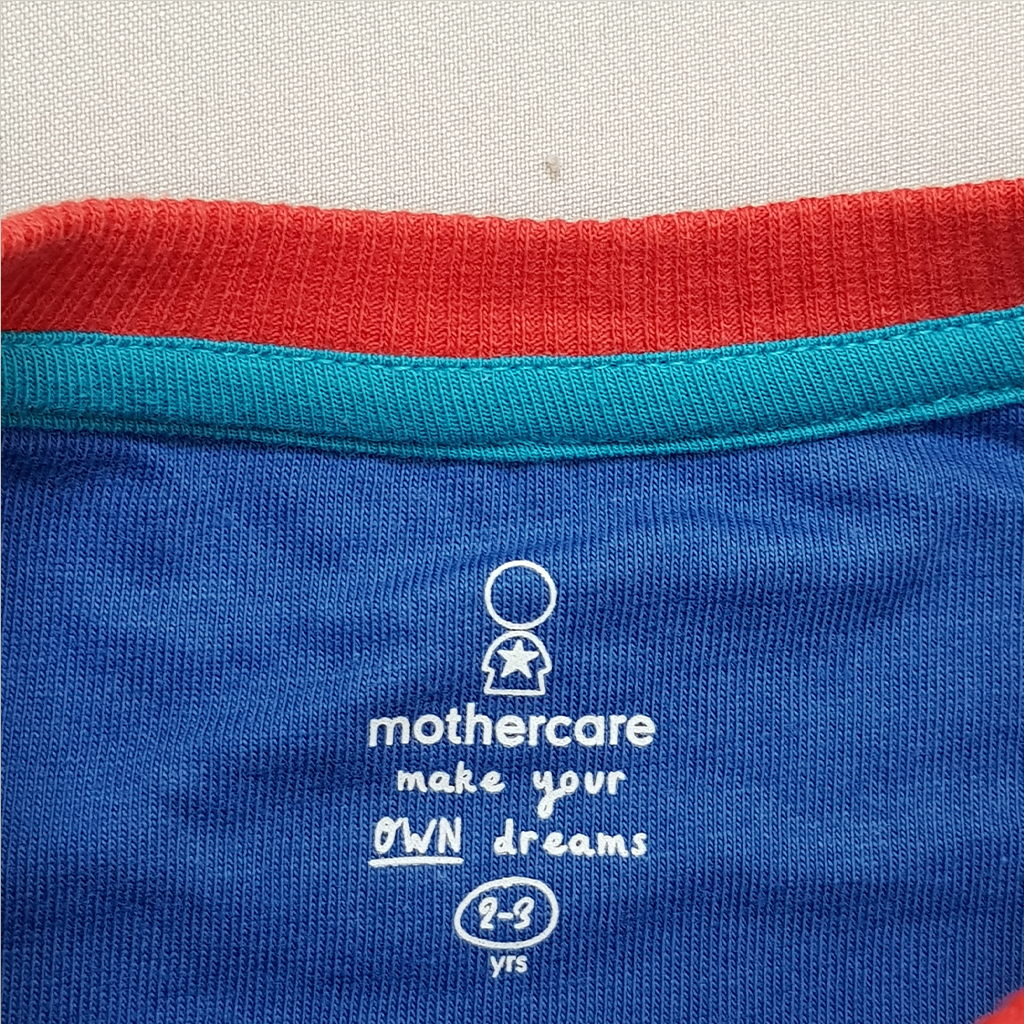 mothercare
make your
OWN dreams
2-3
yrs